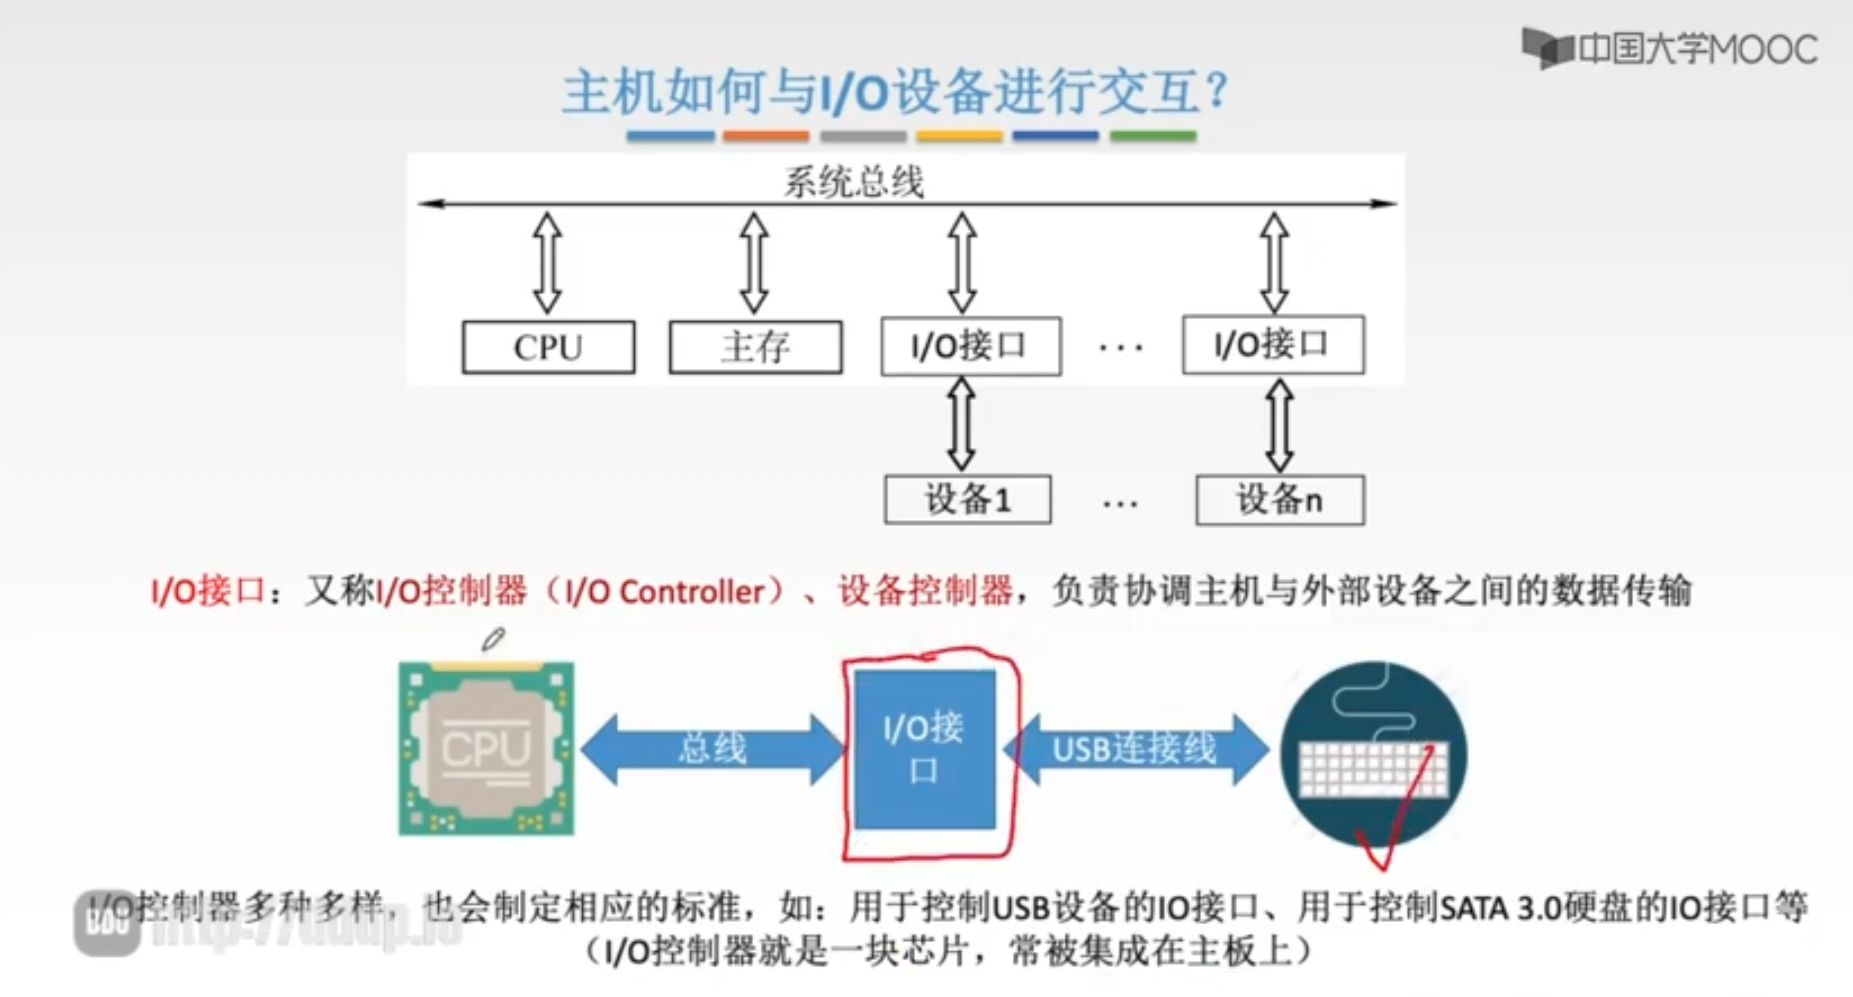 中国大学MOOC
主机如何与I/O设备进行交互?
系统总线
CPU
主存
I/O接口
···
I/O接口
设备1
···
设备n
I/O接口：又称I/O控制器（I/O Controller）、设备控制器，负责协调主机与外部设备之间的数据传输
CPU
总线
I/O接
口
USB连接线
I/O控制器多种多样，也会制定相应的标准，如：用于控制USB设备的IO接口、用于控制SATA 3.0硬盘的IO接口等
（I/O控制器就是一块芯片，常被集成在主板上）